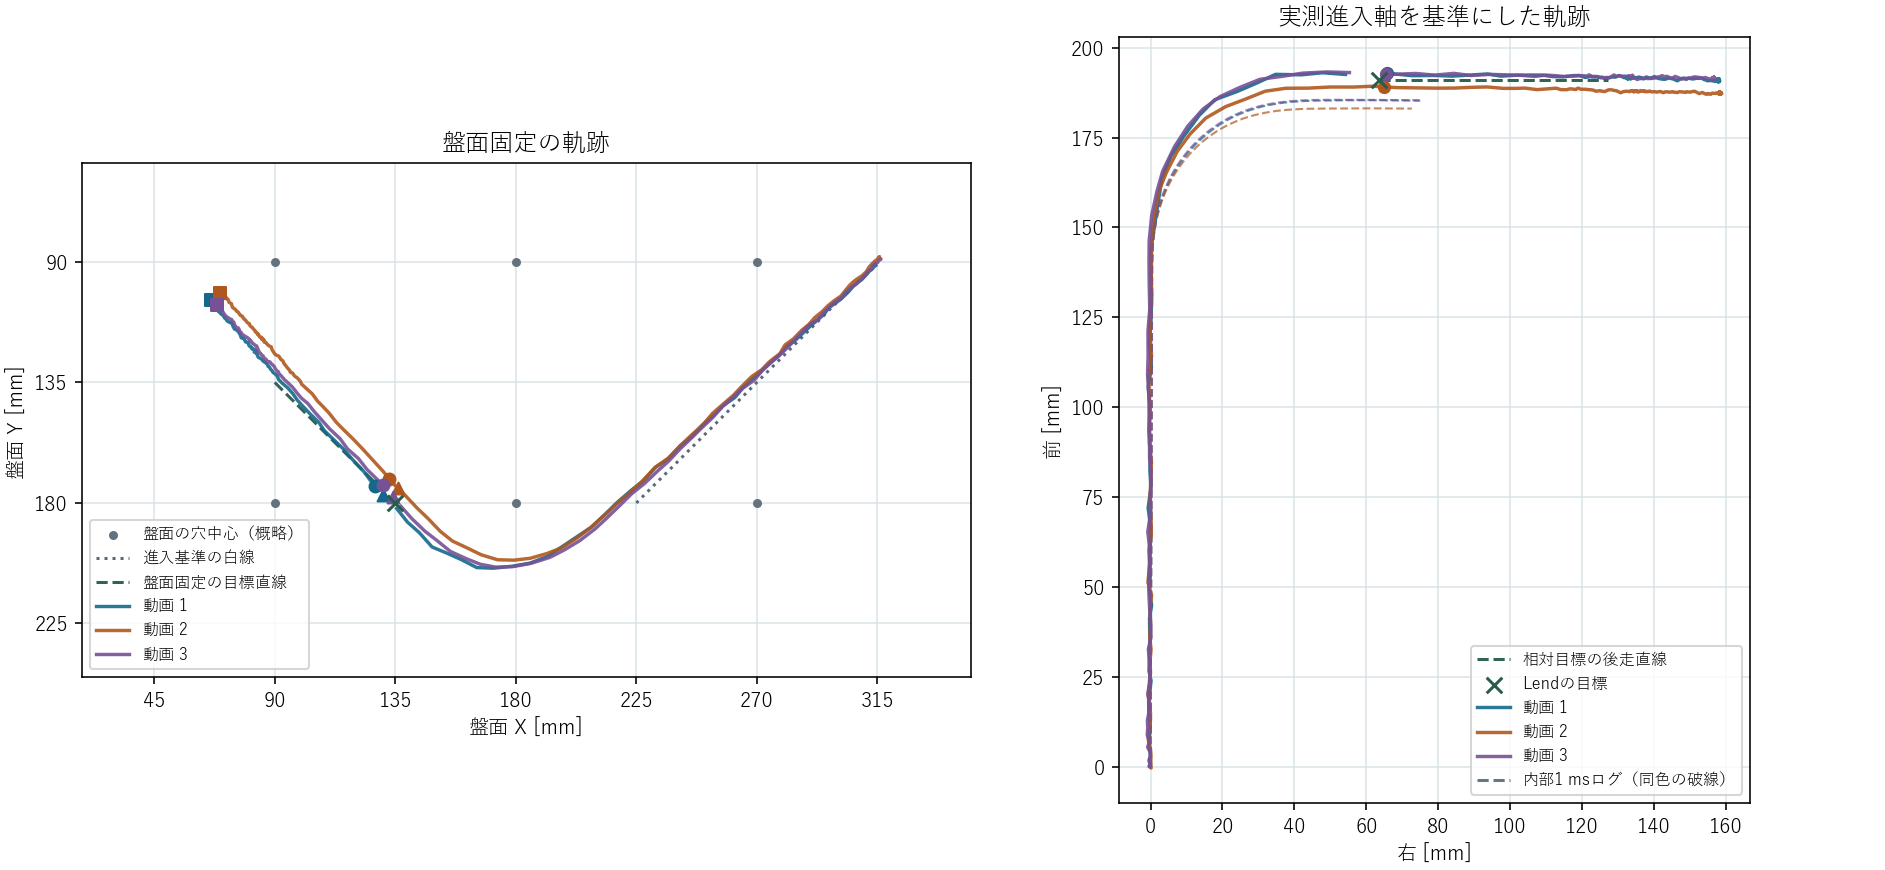 盤面固定の軌跡
90
135
180
225
盤面 Y [mm]
45
90
135
180
225
270
315
盤面 X [mm]
盤面の穴中心（概略）
進入基準の白線
盤面固定の目標直線
動画 1
動画 2
動画 3
実測進入軸を基準にした軌跡
200
175
150
125
100
75
50
25
0
前 [mm]
0
20
40
60
80
100
120
140
160
右 [mm]
相対目標の後走直線
Lendの目標
動画 1
動画 2
動画 3
内部1 msログ（同色の破線）